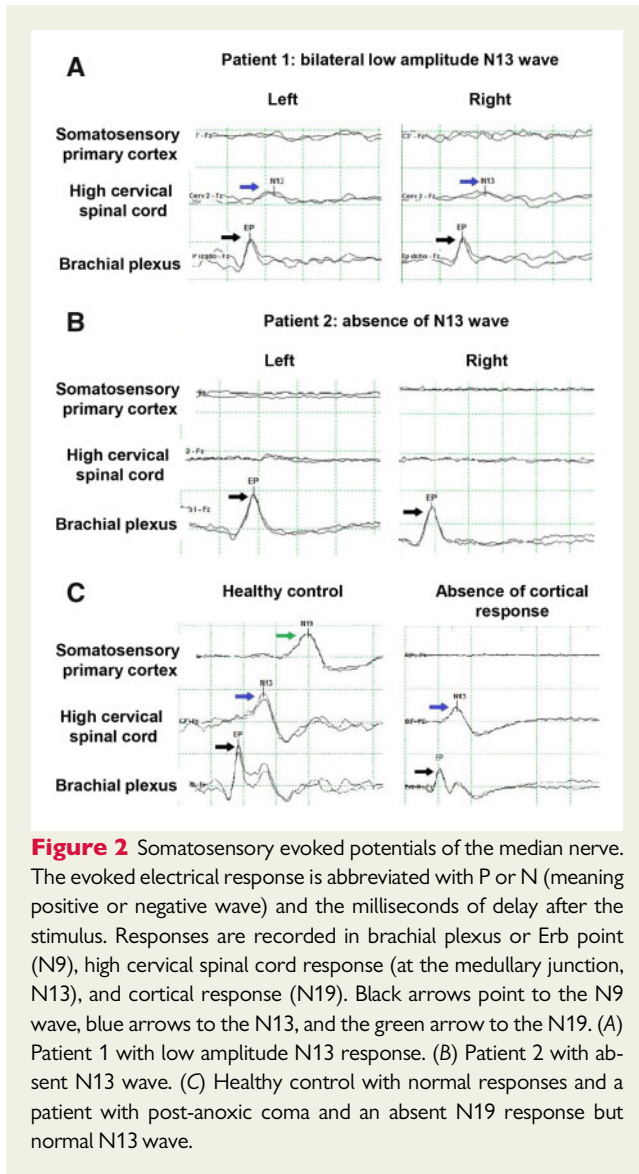 A
Patient 1: bilateral low amplitude N13 wave
Left
Right
Somatosensory
primary cortex
High cervical
spinal cord
Brachial plexus
N13
N13
Cerv 2 - Fz
Cerv 2 - Fz
EP
EP
B
Patient 2: absence of N13 wave
Left
Right
Somatosensory
primary cortex
High cervical
spinal cord
Brachial plexus
EP
EP
C
Healthy control
Absence of cortical
response
Somatosensory
primary cortex
High cervical
spinal cord
Brachial plexus
N19
N13
N13
EP
EP
Figure 2 Somatosensory evoked potentials of the median nerve.
The evoked electrical response is abbreviated with P or N (meaning
positive or negative wave) and the milliseconds of delay after the
stimulus. Responses are recorded in brachial plexus or Erb point
(N9), high cervical spinal cord response (at the medullary junction,
N13), and cortical response (N19). Black arrows point to the N9
wave, blue arrows to the N13, and the green arrow to the N19. (A)
Patient 1 with low amplitude N13 response. (B) Patient 2 with ab-
sent N13 wave. (C) Healthy control with normal responses and a
patient with post-anoxic coma and an absent N19 response but
normal N13 wave.